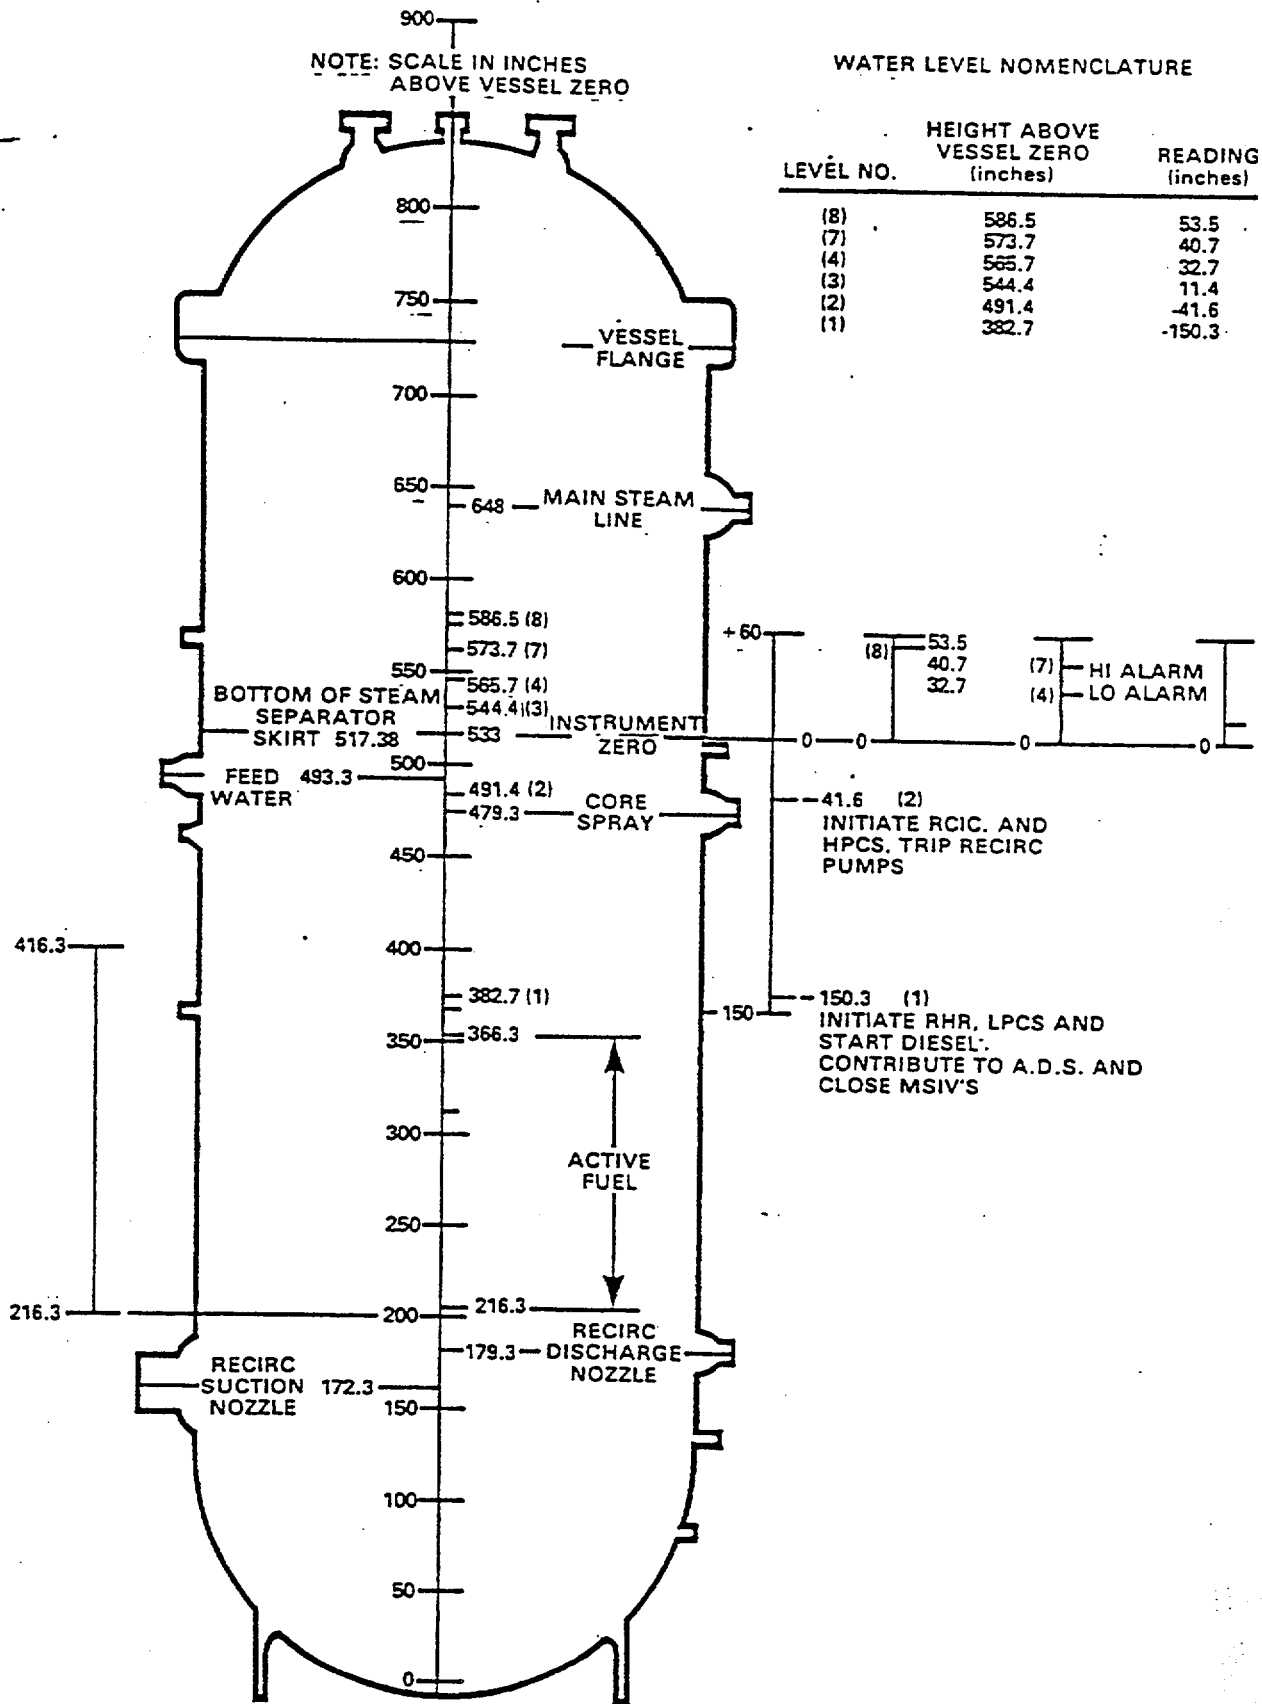 900
NOTE: SCALE IN INCHES
ABOVE VESSEL ZERO
WATER LEVEL NOMENCLATURE
LEVEL NO.
HEIGHT ABOVE
VESSEL ZERO
(inches)
READING
(inches)
(8) 586.5 53.5
(7) 573.7 40.7
(4) 565.7 32.7
(3) 544.4 11.4
(2) 491.4 -41.6
(1) 382.7 -150.3
800
750
VESSEL
FLANGE
700
650
648
MAIN STEAM
LINE
600
586.5 (8)
573.7 (7)
550
565.7 (4)
544.4 (3)
BOTTOM OF STEAM
SEPARATOR
SKIRT 517.38
533
INSTRUMENT
ZERO
+60
(8)
53.5
40.7
32.7
(7)
HI ALARM
(4)
LO ALARM
0
0
0
0
500
FEED 493.3
WATER
491.4 (2)
479.3
CORE
SPRAY
41.6 (2)
INITIATE RCIC. AND
HPCS, TRIP RECIRC
PUMPS
450
416.3
400
382.7 (1)
366.3
350
150
150.3 (1)
INITIATE RHR, LPCS AND
START DIESEL.
CONTRIBUTE TO A.D.S. AND
CLOSE MSIV'S
300
ACTIVE
FUEL
250
216.3
200
216.3
179.3
RECIRC
DISCHARGE
NOZZLE
RECIRC
SUCTION 172.3
NOZZLE
150
100
50
0